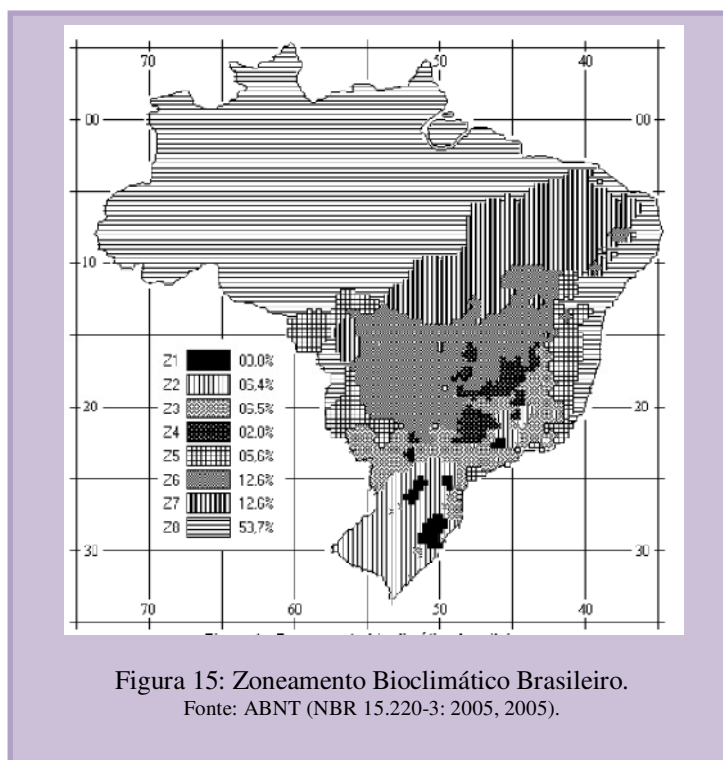 70 50 40
00 00
10 10
Z1 00.0%
Z2 06,4%
Z3 06,5%
Z4 02.0%
Z5 05,6%
Z6 12.6%
Z7 12.6%
Z8 53,7%
20 20
30 30
70 60 50 40
Figura 15: Zoneamento Bioclimático Brasileiro.
Fonte: ABNT (NBR 15.220-3: 2005, 2005).